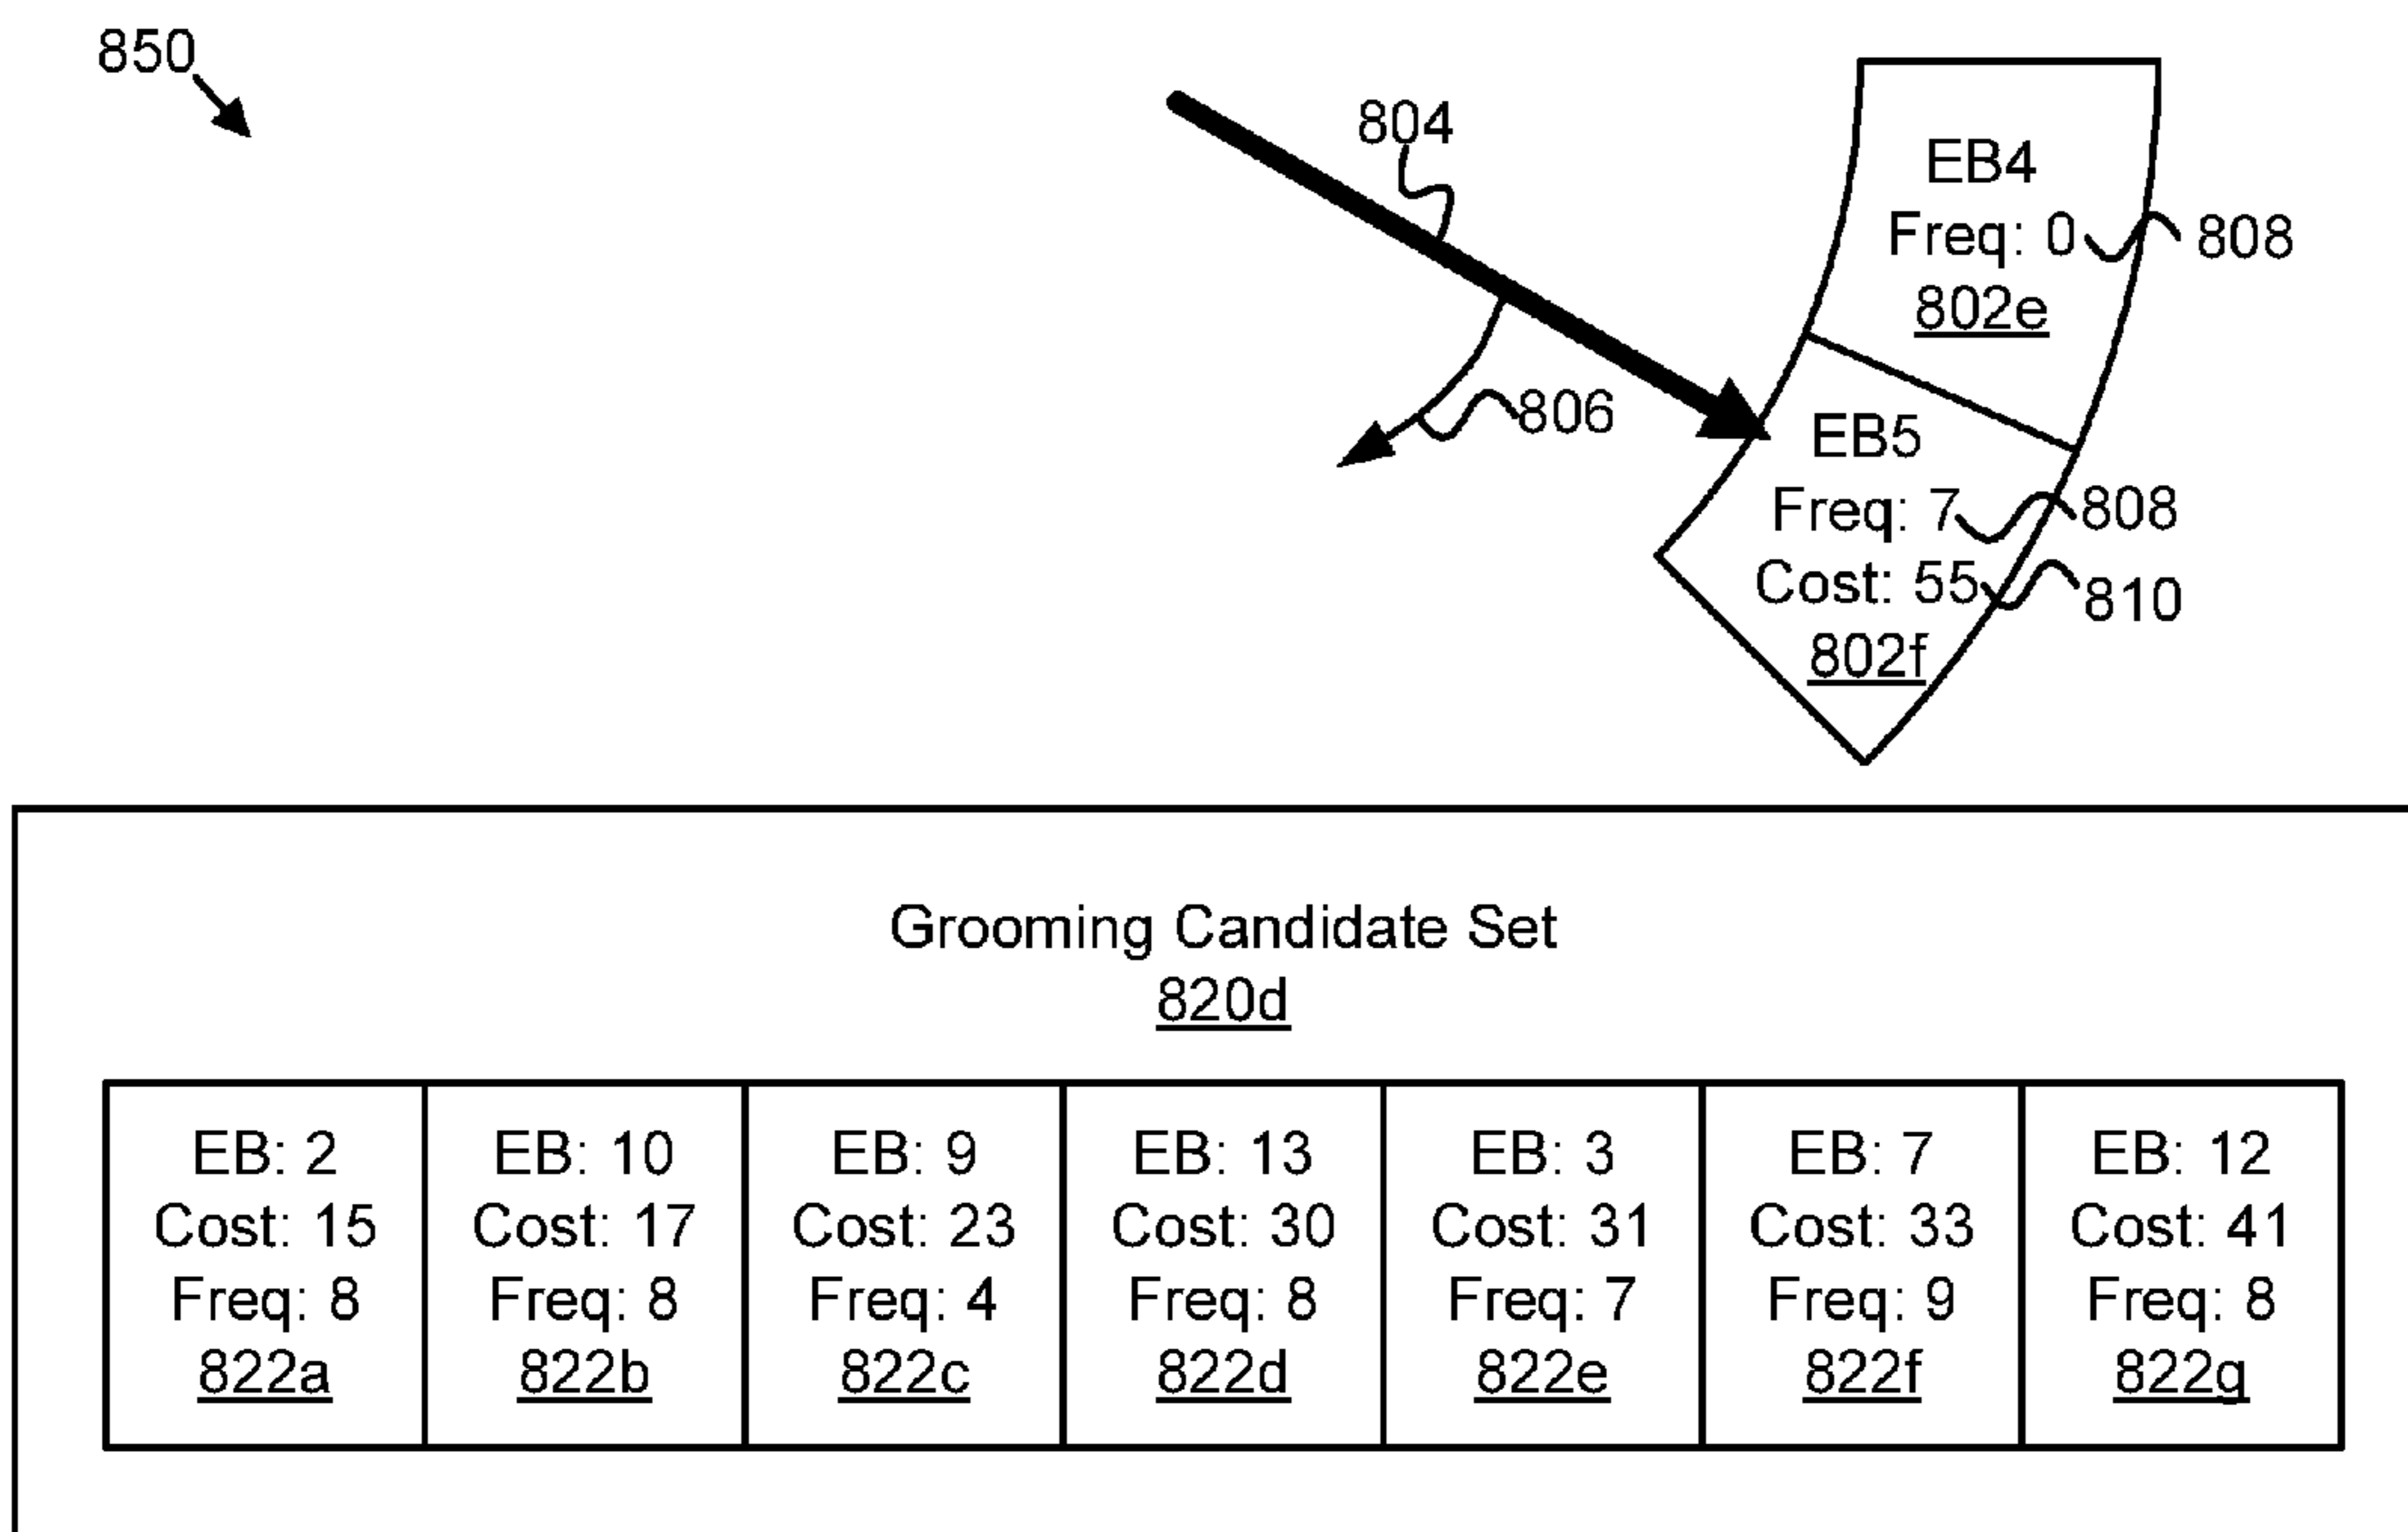 850
804
806
EB4
Freq: 0
808
802e
EB5
Freq: 7
808
Cost: 55
810
802f
Grooming Candidate Set
820d
EB: 2
Cost: 15
Freq: 8
822a
EB: 10
Cost: 17
Freq: 8
822b
EB: 9
Cost: 23
Freq: 4
822c
EB: 13
Cost: 30
Freq: 8
822d
EB: 3
Cost: 31
Freq: 7
822e
EB: 7
Cost: 33
Freq: 9
822f
EB: 12
Cost: 41
Freq: 8
822g